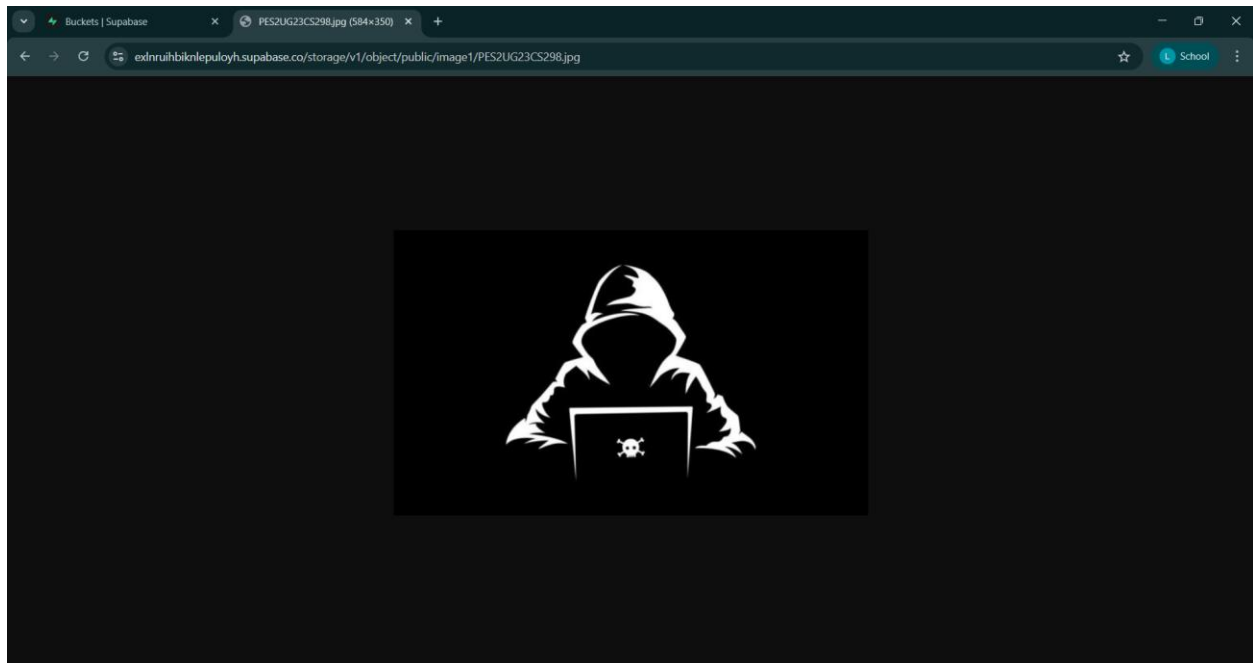 Buckets | Supabase
PES2UG23CS298.jpg (584×350)
exlnruihbiknlepuloyh.supabase.co/storage/v1/object/public/image1/PES2UG23CS298.jpg
L
School